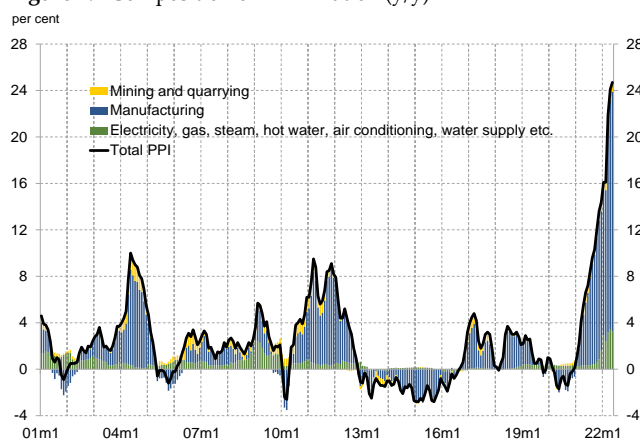 per cent
28 28
24 24
20 20
16 16
12 12
8 8
4 4
0 0
-4 -4
Mining and quarrying
Manufacturing
Electricity, gas, steam, hot water, air conditioning, water supply etc.
Total PPI
01m1 04m1 07m1 10m1 13m1 16m1 19m1 22m1